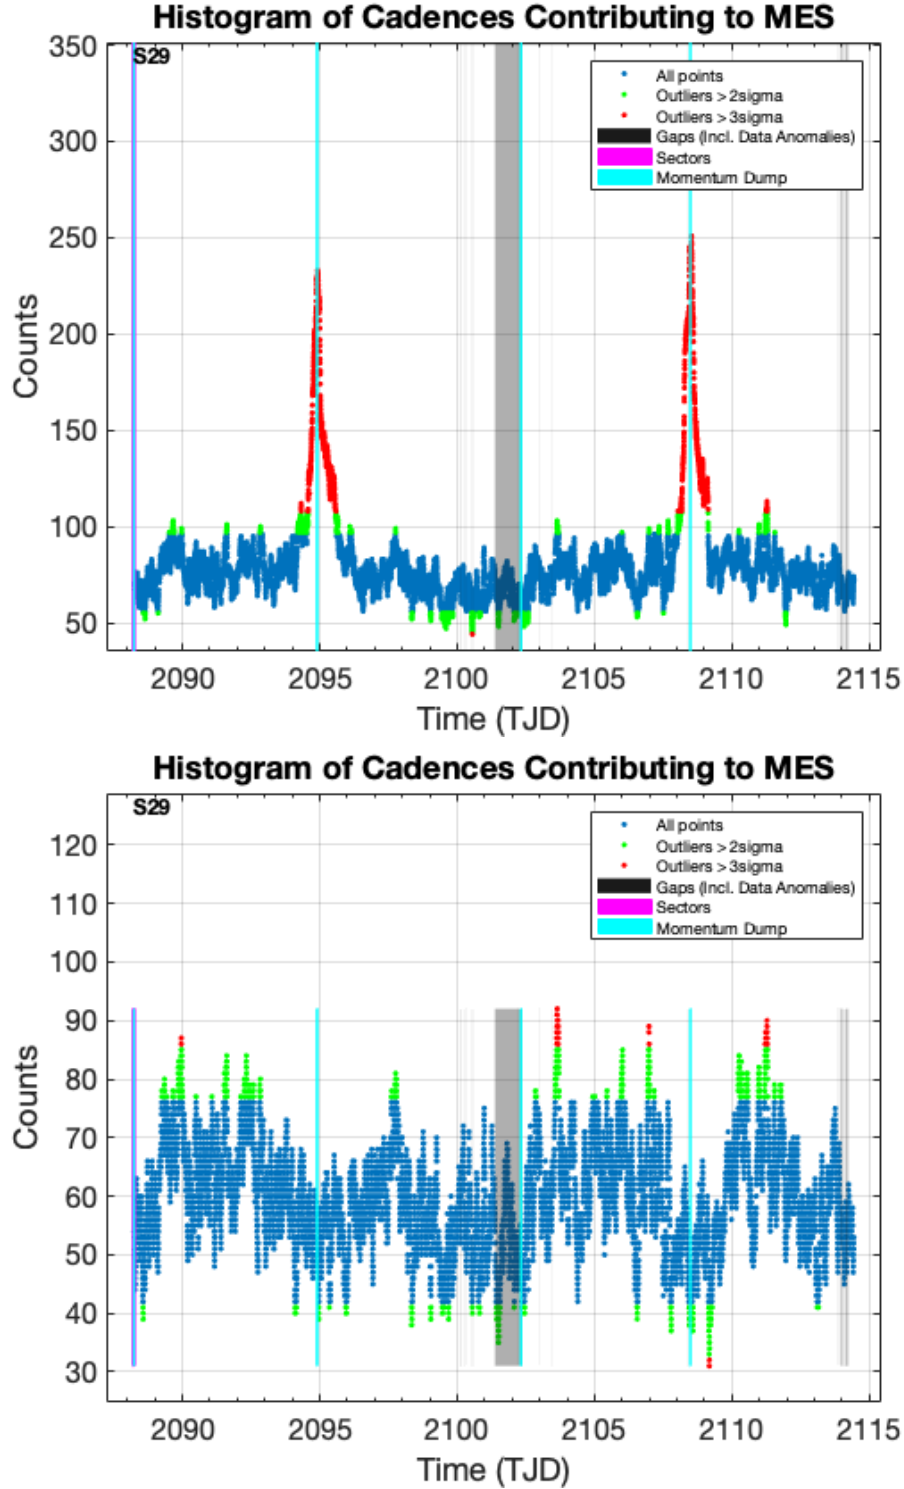 Histogram of Cadences Contributing to MES
S29
All points
Outliers > 2sigma
Outliers > 3sigma
Gaps (Incl. Data Anomalies)
Sectors
Momentum Dump
350
300
250
200
150
100
50
Counts
2090 2095 2100 2105 2110 2115
Time (TJD)
Histogram of Cadences Contributing to MES
S29
All points
Outliers > 2sigma
Outliers > 3sigma
Gaps (Incl. Data Anomalies)
Sectors
Momentum Dump
120
110
100
90
80
70
60
50
40
30
Counts
2090 2095 2100 2105 2110 2115
Time (TJD)